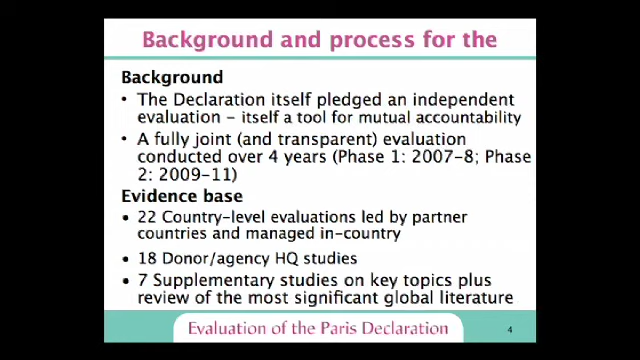 Background and process for the
Background
• The Declaration itself pledged an independent
evaluation – itself a tool for mutual accountability
• A fully joint (and transparent) evaluation
conducted over 4 years (Phase 1: 2007-8; Phase
2: 2009-11)
Evidence base
• 22 Country-level evaluations led by partner
countries and managed in-country
• 18 Donor/agency HQ studies
• 7 Supplementary studies on key topics plus
review of the most significant global literature
Evaluation of the Paris Declaration
4